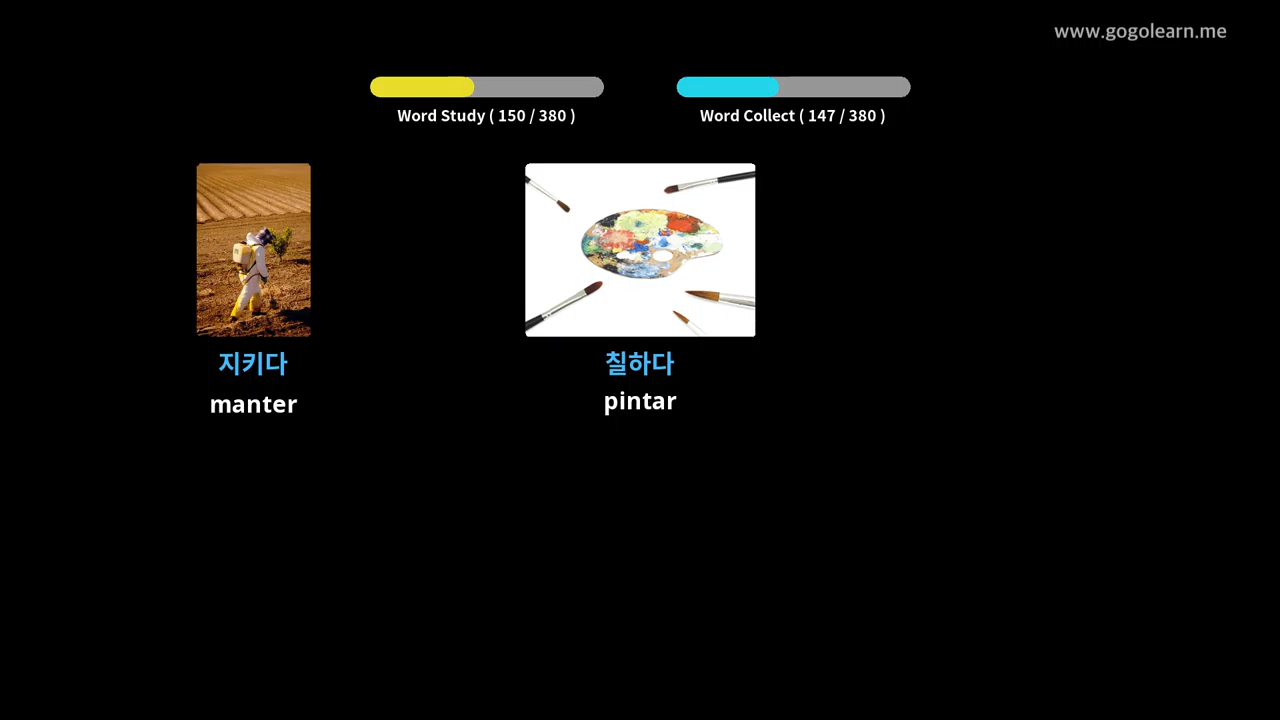 www.gogolearn.me
Word Study ( 150 / 380 )
Word Collect ( 147 / 380 )
지키다
manter
칠하다
pintar